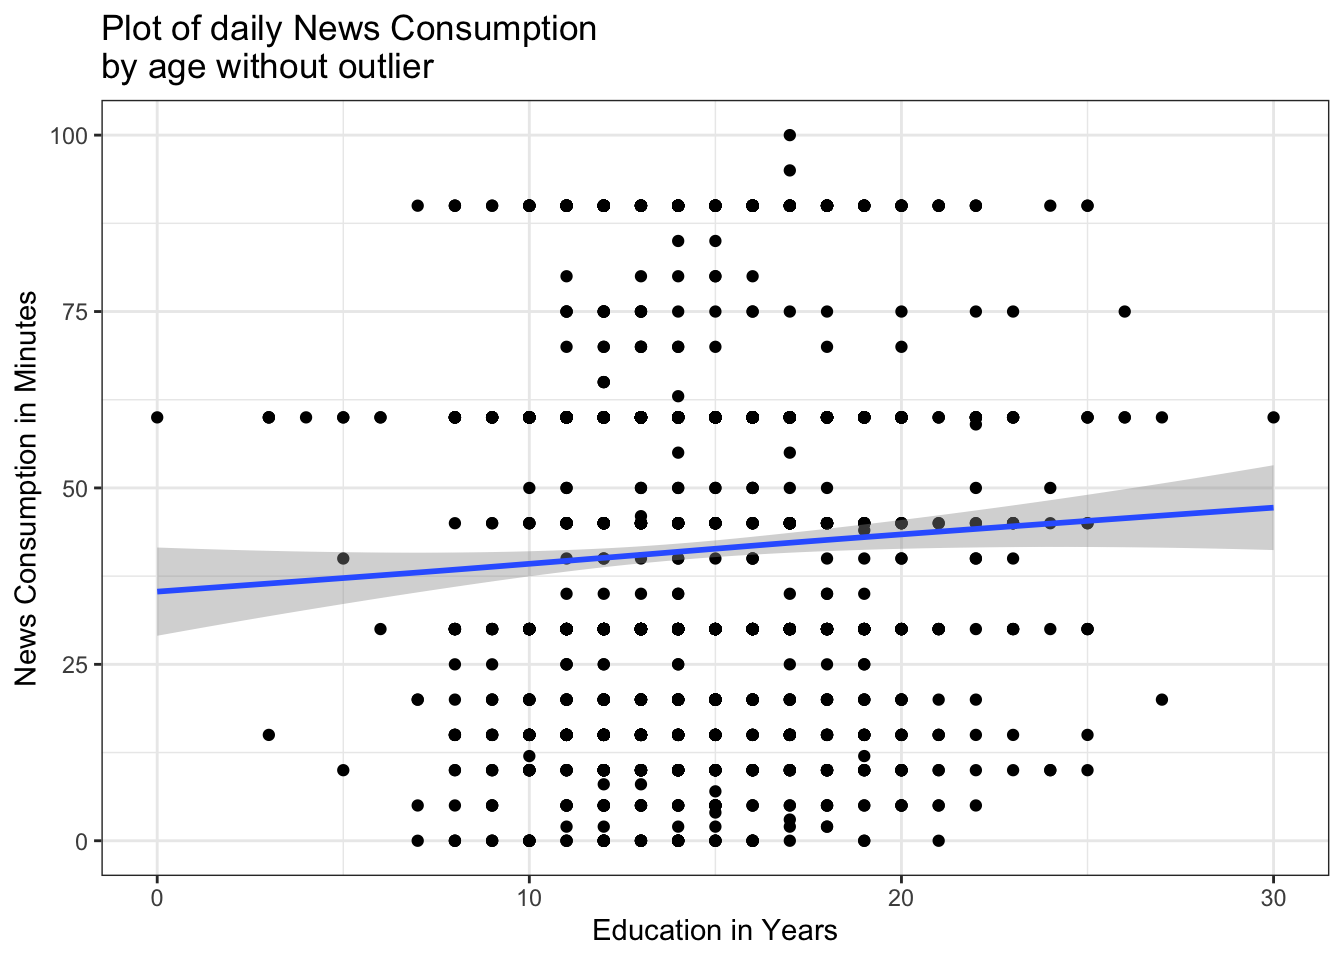 Plot of daily News Consumption
by age without outlier
100
75
50
25
0
News Consumption in Minutes
0 10 20 30
Education in Years